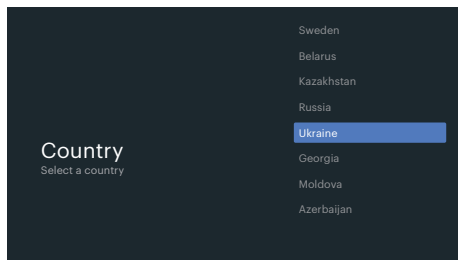 Country
Select a country
Sweden
Belarus
Kazakhstan
Russia
Ukraine
Georgia
Moldova
Azerbaijan